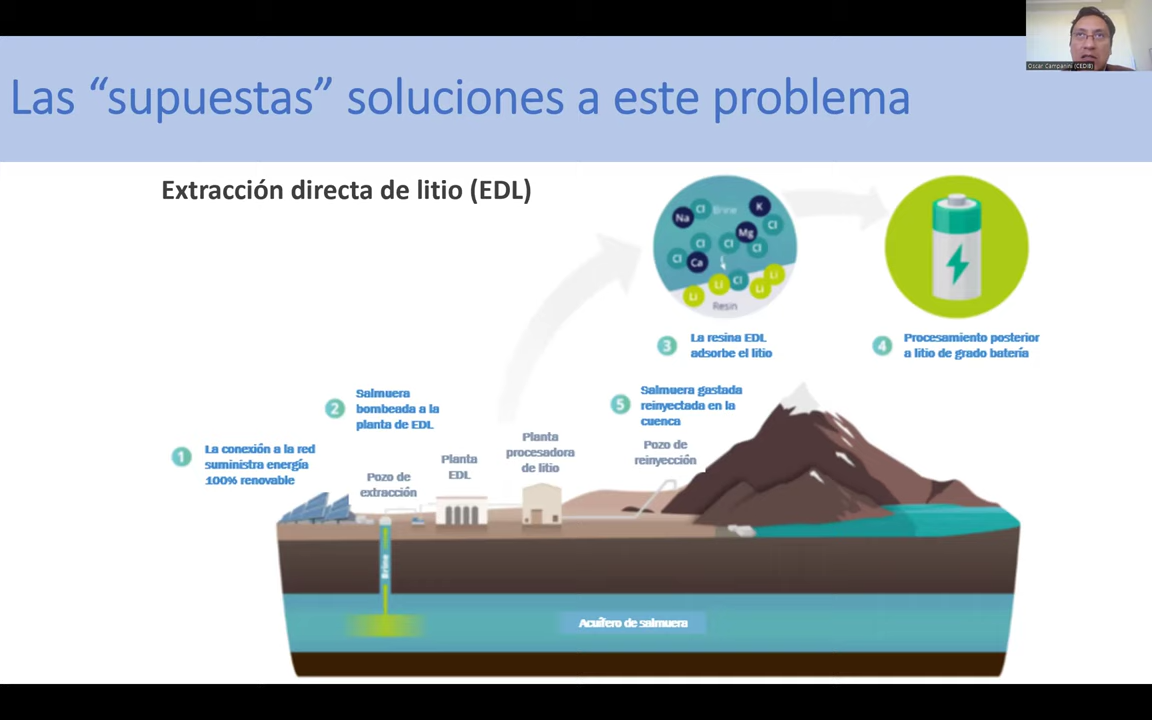 Oscar Campanini (CEDIB)
Las “supuestas” soluciones a este problema
Extracción directa de litio (EDL)
Na
Cl
Brine
K
Cl
Mg
Cl
Cl
Cl
Cl
Ca
Li
Cl
Li
Li
Li
Resin
3
La resina EDL
adsorbe el litio
4
Procesamiento posterior
a litio de grado batería
1
La conexión a la red
suministra energía
100% renovable
2
Salmuera
bombeada a la
planta de EDL
5
Salmuera gastada
reinyectada en la
cuenca
Pozo de
extracción
Planta
EDL
Planta
procesadora
de litio
Pozo de
reinyección
Brine
Acuífero de salmuera